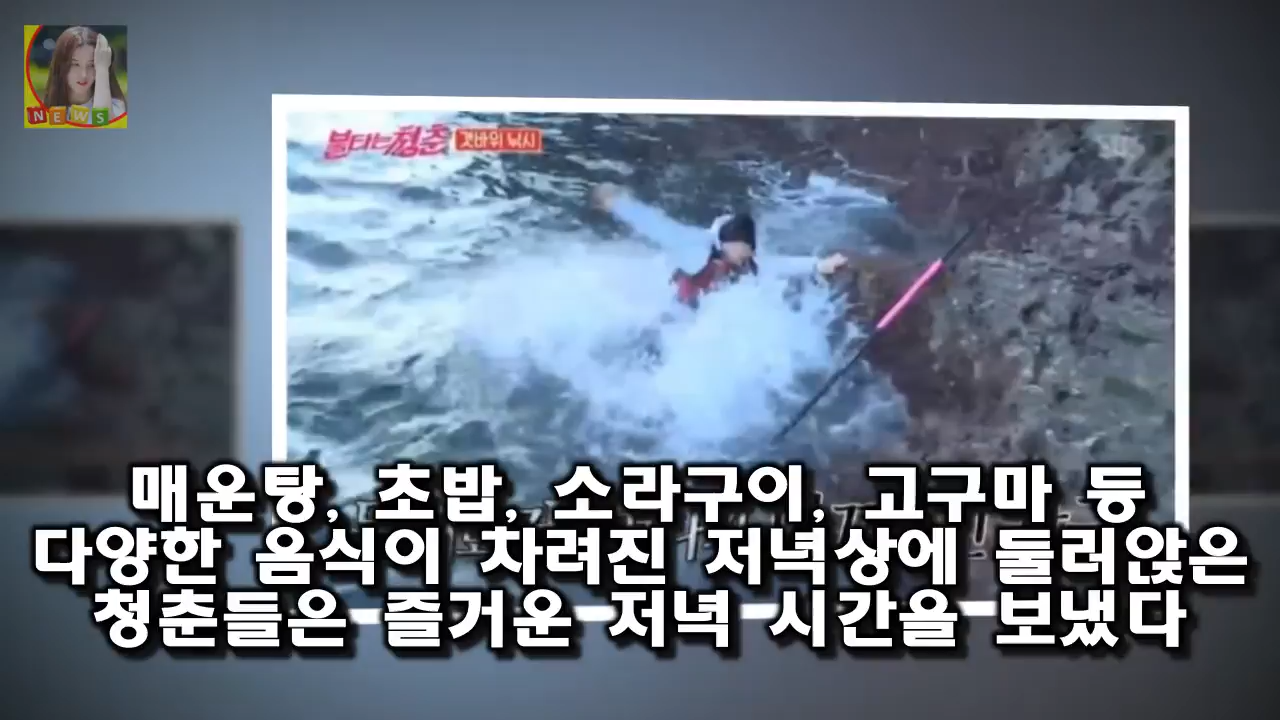 NEWS
불타는 청춘 갯바위 낚시
매운탕, 초밥, 소라구이, 고구마 등
다양한 음식이 차려진 저녁상에 둘러앉은
청춘들은 즐거운 저녁 시간을 보냈다